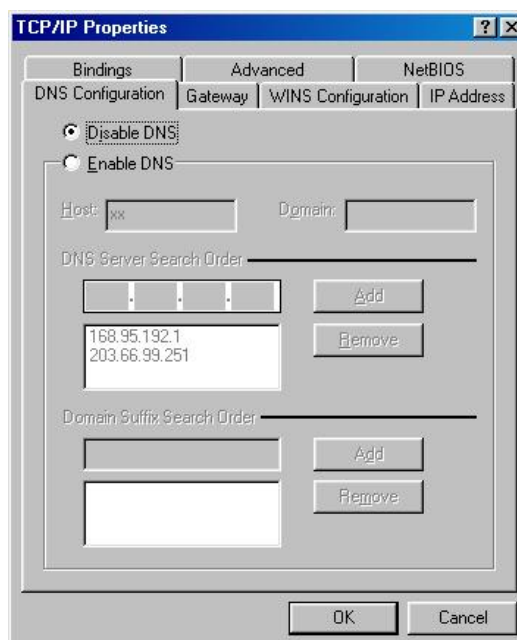 TCP/IP Properties
? X
Bindings Advanced NetBIOS
DNS Configuration Gateway WINS Configuration IP Address
Disable DNS
Enable DNS
Host: xx Domain:
DNS Server Search Order
. . . Add
168.95.192.1 Remove
203.66.99.251
Domain Suffix Search Order
Add
Remove
OK Cancel